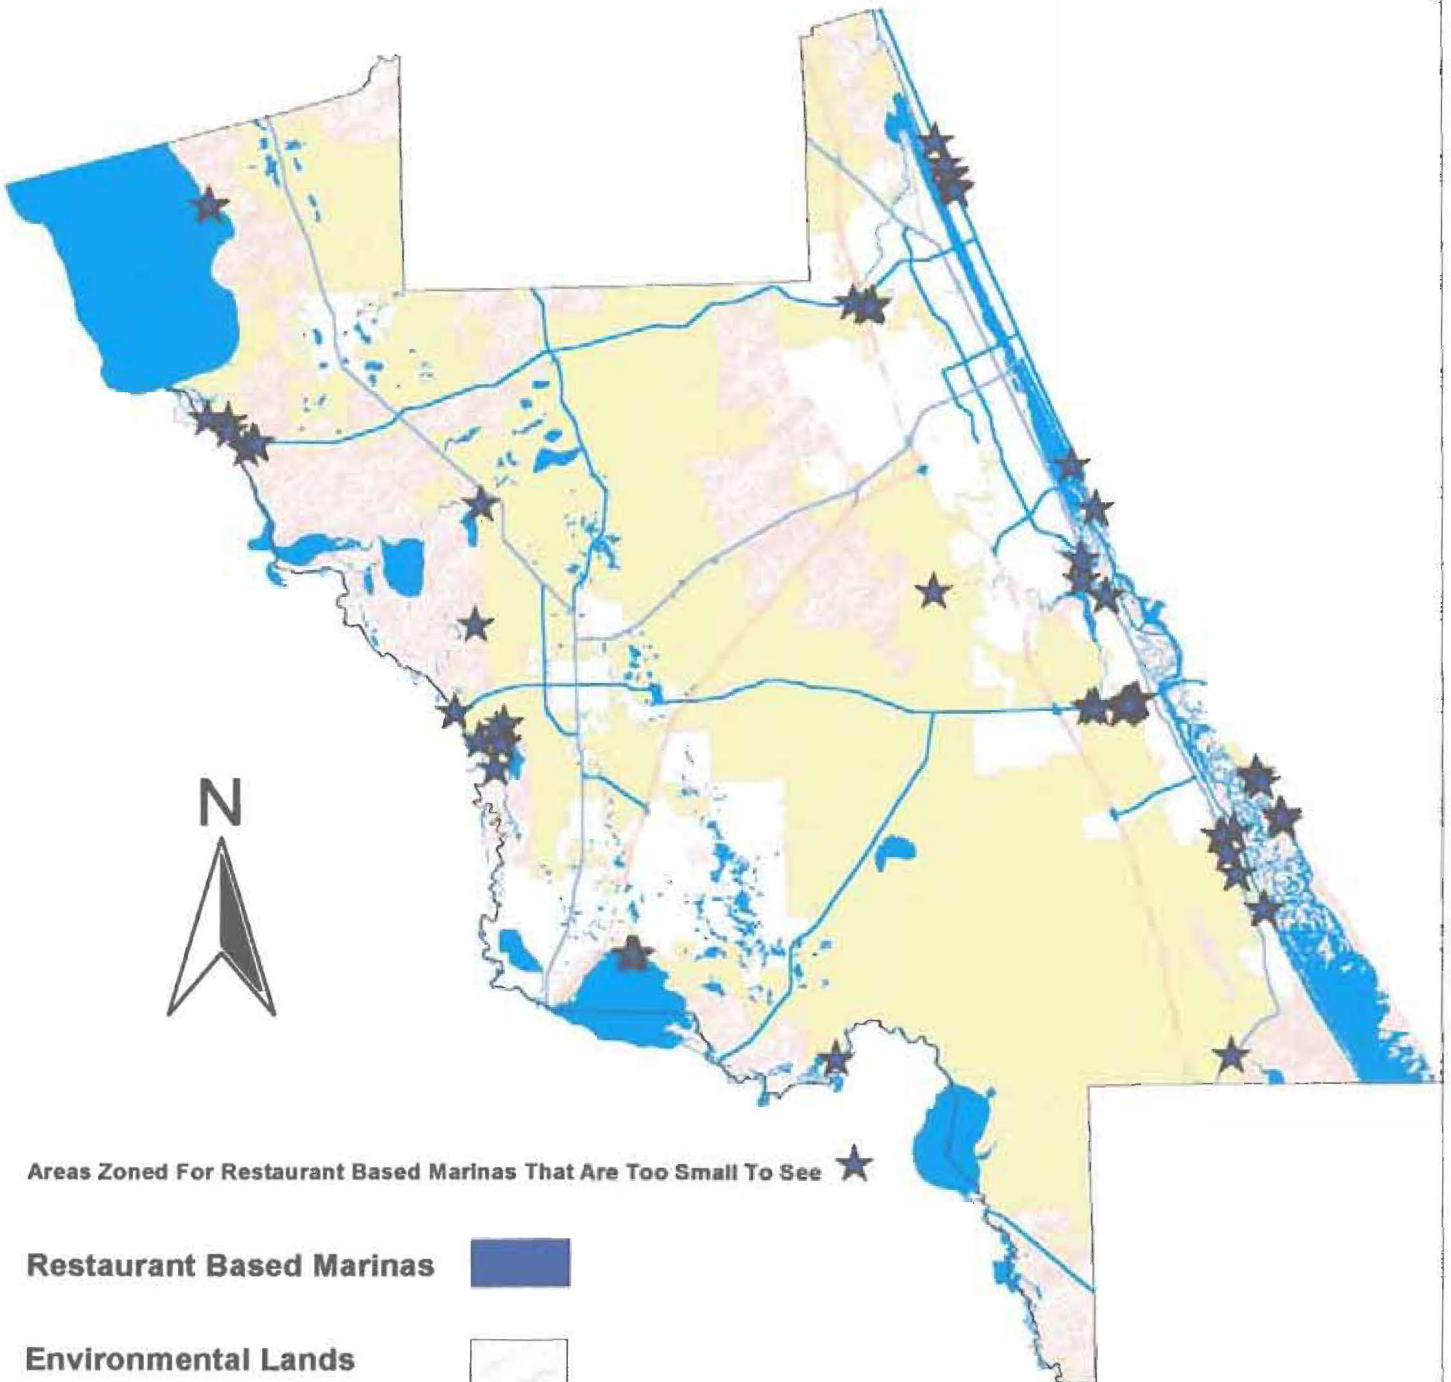 N
Areas Zoned For Restaurant Based Marinas That Are Too Small To See
Restaurant Based Marinas
Environmental Lands